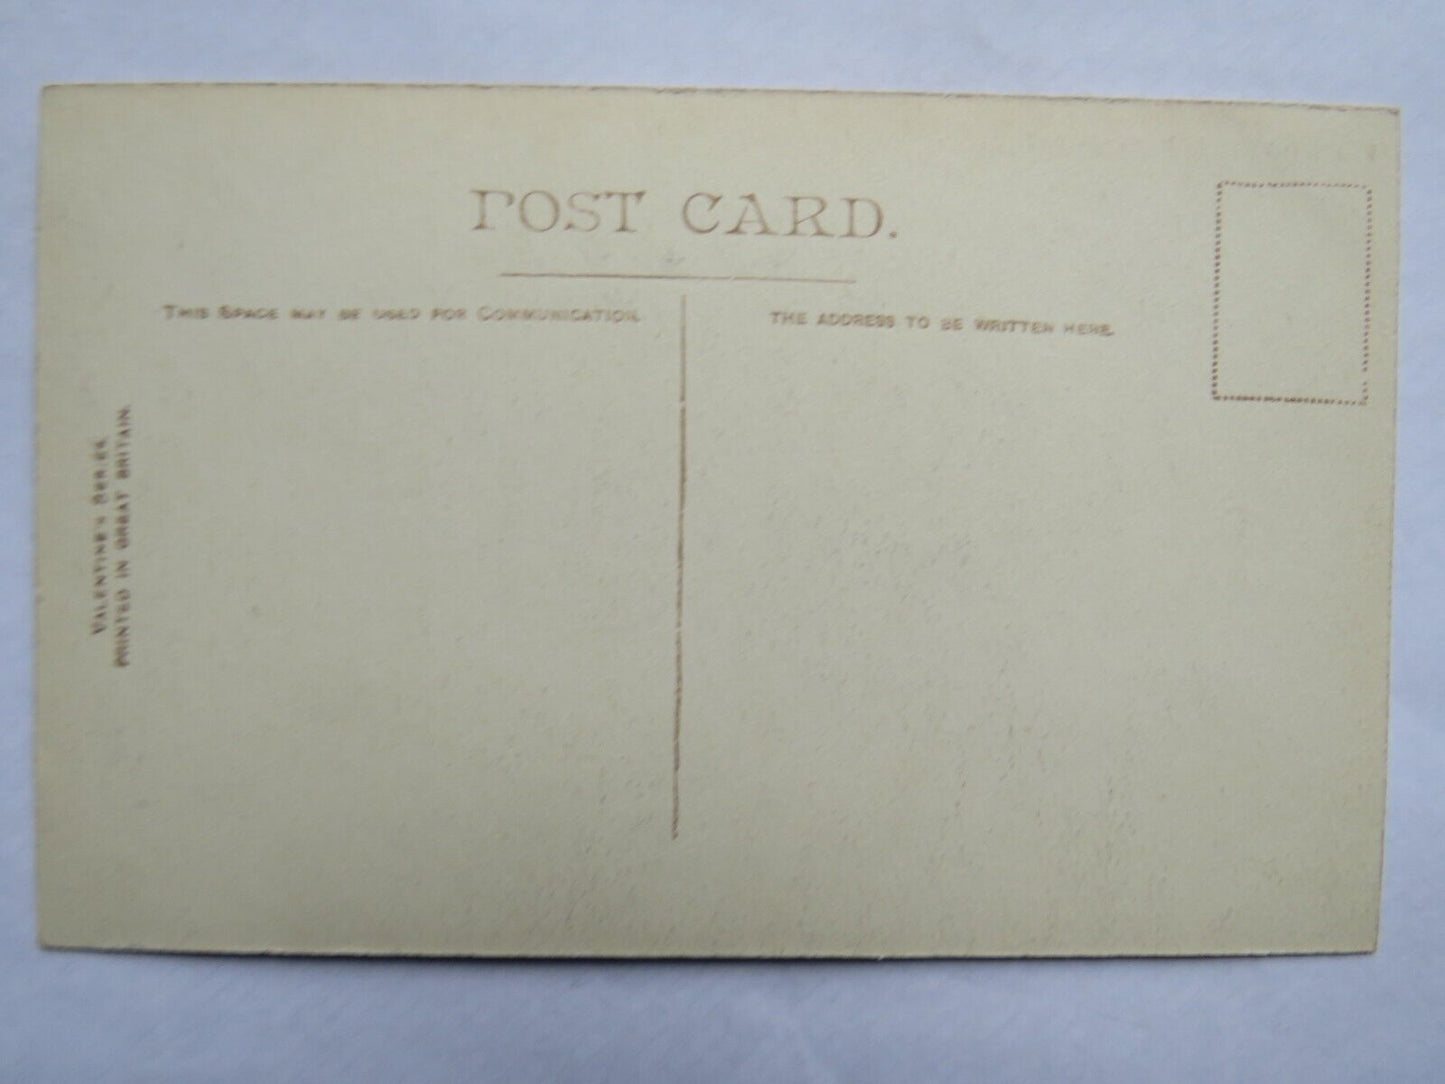 POST CARD.
THIS SPACE MAY BE USED FOR COMMUNICATION.
THE ADDRESS TO BE WRITTEN HERE.
VALENTINE'S SERIES.
PRINTED IN GREAT BRITAIN.